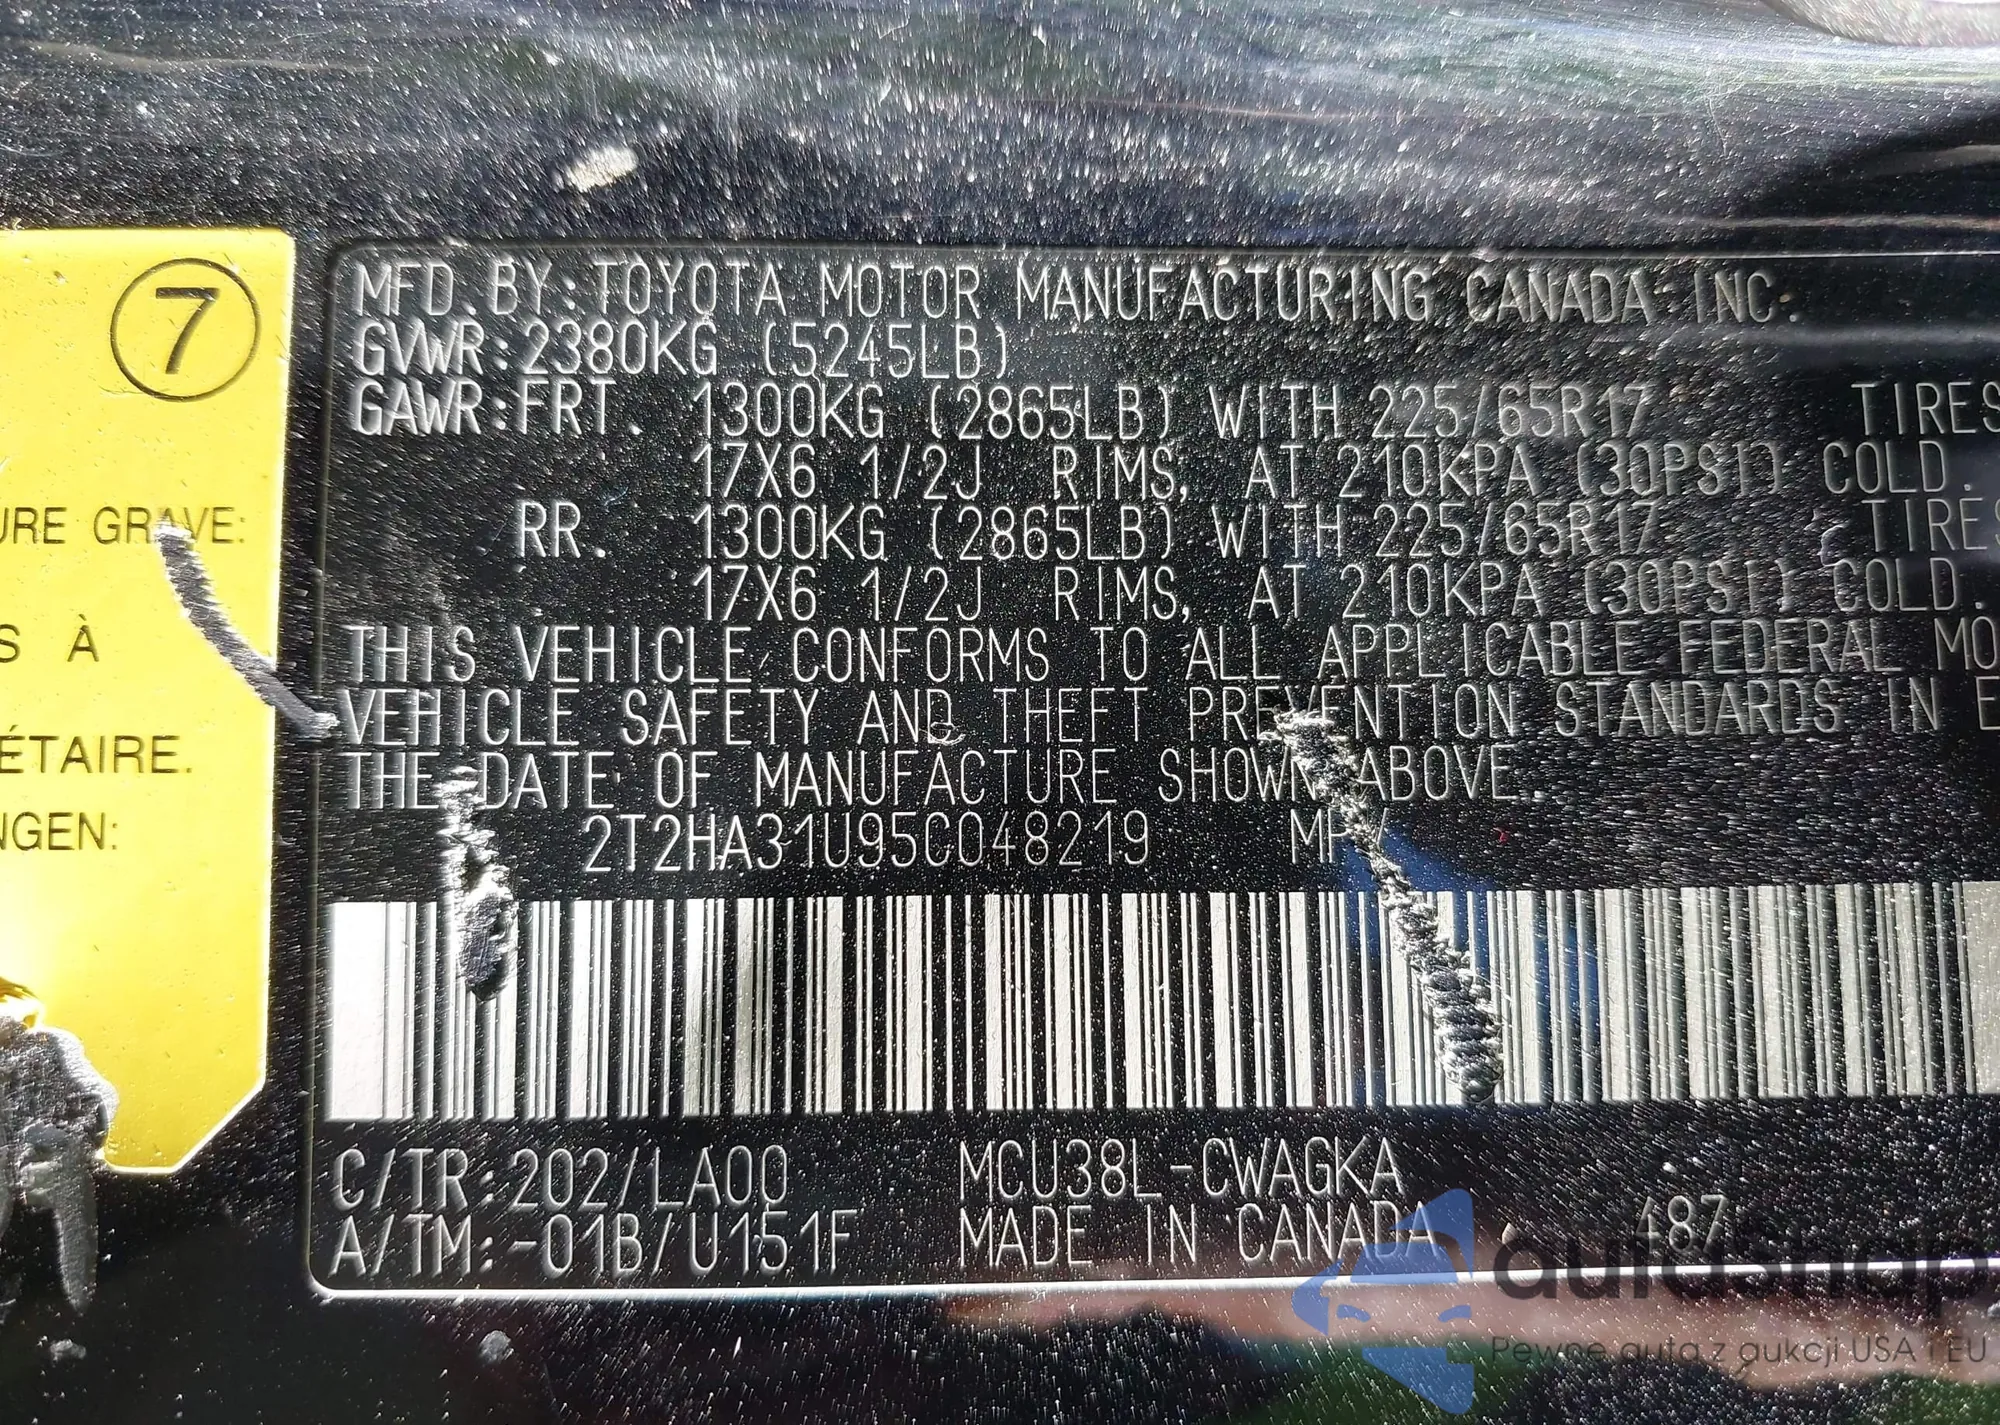 7
URE GRAVE:
S À
ÉTAIRE.
NGEN:
MFD.BY:TOYOTA MOTOR MANUFACTURING CANADA INC.
GVWR:2380KG (5245LB)
GAWR:FRT. 1300KG (2865LB) WITH 225/65R17 TIRES
17X6 1/2J RIMS, AT 210KPA (30PSI) COLD.
RR. 1300KG (2865LB) WITH 225/65R17 TIRES
17X6 1/2J RIMS, AT 210KPA (30PSI) COLD.
THIS VEHICLE CONFORMS TO ALL APPLICABLE FEDERAL MO
VEHICLE SAFETY AND THEFT PREVENTION STANDARDS IN E
THE DATE OF MANUFACTURE SHOWN ABOVE.
2T2HA31U95C048219 MPV
C/TR:202/LA00 MCU38L-CWAGKA
A/TM:-01B/U151F MADE IN CANADA 487
auldsnap
Pewne auta z aukcji USA i EU